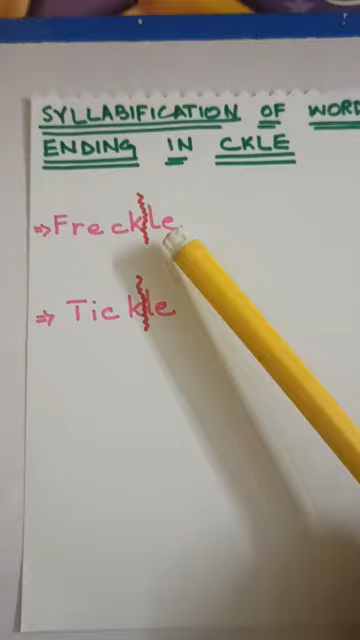 SYLLABIFICATION OF WORD
ENDING IN CKLE
⇒ Freckle
⇒ Tickle